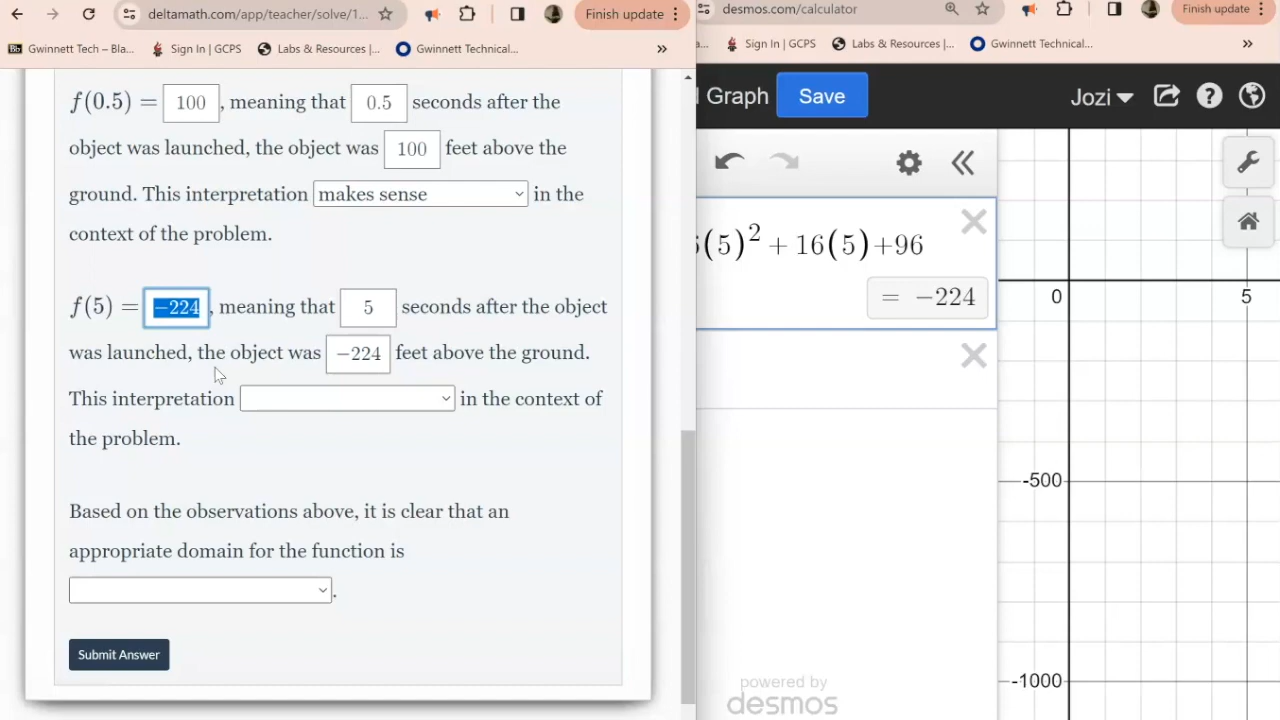 deltamath.com/app/teacher/solve/1...
Finish update
desmos.com/calculator
Finish update
Bb Gwinnett Tech – Bla...
Sign In | GCPS
Labs & Resources |...
Gwinnett Technical...
»
Sign In | GCPS
Labs & Resources |...
Gwinnett Technical...
»
f(0.5) = 100, meaning that 0.5 seconds after the
object was launched, the object was 100 feet above the
ground. This interpretation makes sense in the
context of the problem.
f(5) = −224, meaning that 5 seconds after the object
was launched, the object was −224 feet above the ground.
This interpretation in the context of
the problem.
Based on the observations above, it is clear that an
appropriate domain for the function is
.
Submit Answer
Graph
Save
Jozi
(5)² + 16(5)+96
= −224
powered by
desmos
0
5
-500
-1000